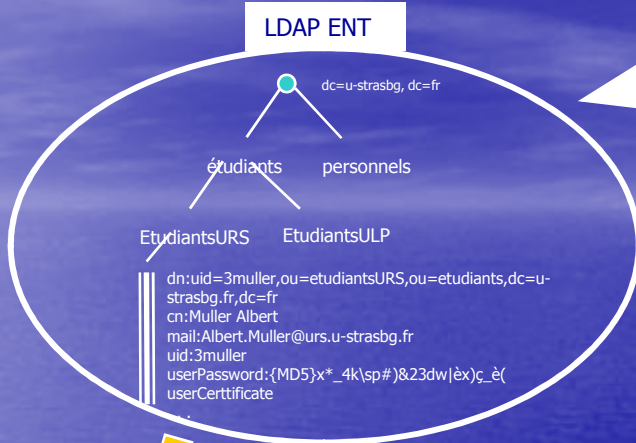 LDAP ENT
dc=u-strasbg, dc=fr
étudiants personnels
EtudiantsURS EtudiantsULP
dn:uid=3muller,ou=etudiantsURS,ou=etudiants,dc=u-
strasbg.fr,dc=fr
cn:Muller Albert
mail:Albert.Muller@urs.u-strasbg.fr
uid:3muller
userPassword:{MD5}x*_4k\sp#)&23dw|èx)ç_è(
userCerttificate